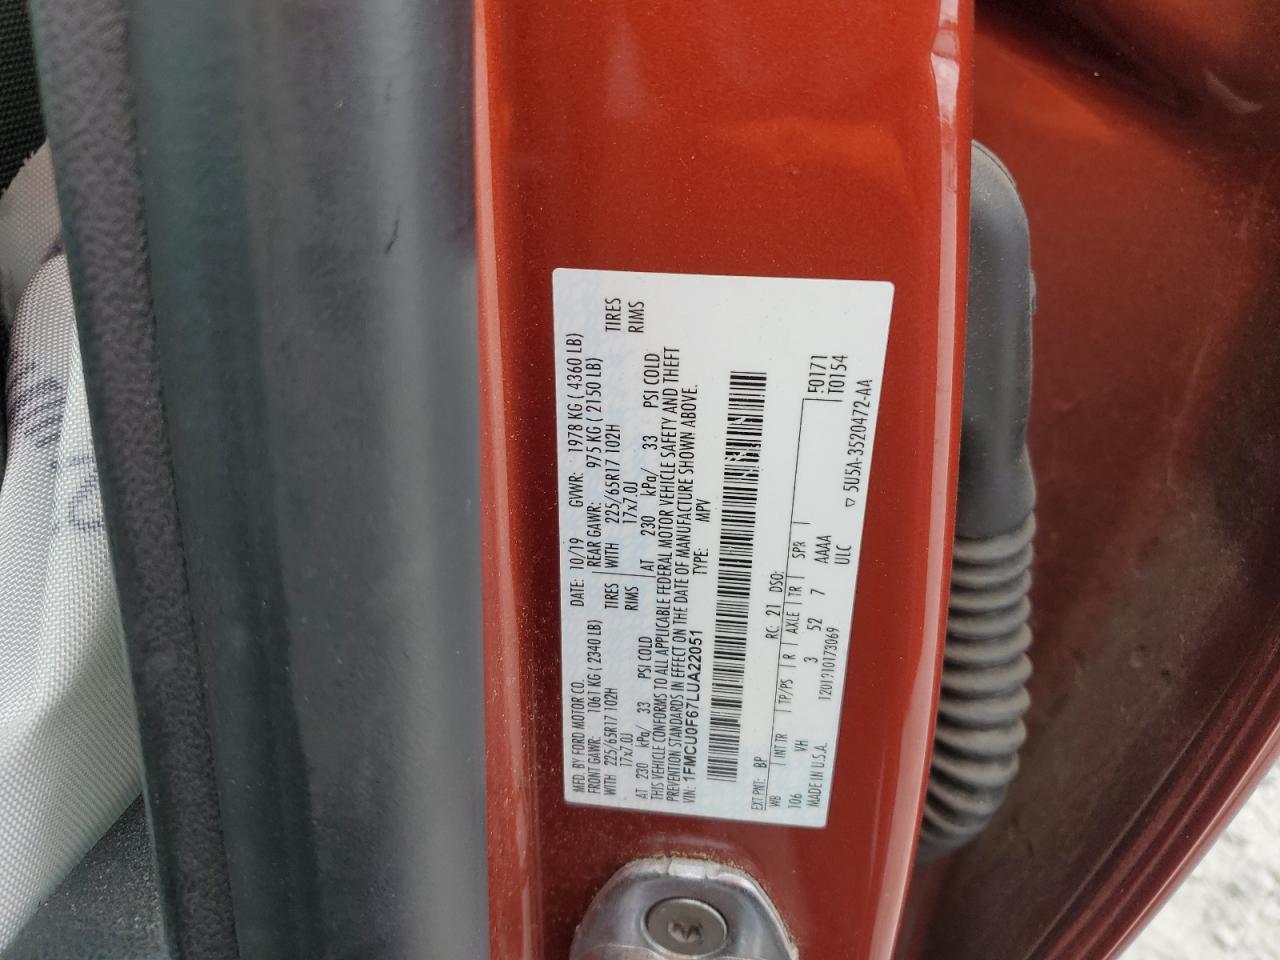 MFD. BY FORD MOTOR CO. DATE: 10/19 GVWR: 1978 KG ( 4360 LB)
FRONT GAWR: 1061 KG ( 2340 LB) REAR GAWR: 975 KG ( 2150 LB)
WITH 225/65R17 102H TIRES WITH 225/65R17 102H TIRES
17x7.0J RIMS 17x7.0J RIMS
AT 230 kPa/ 33 PSI COLD AT 230 kPa/ 33 PSI COLD
THIS VEHICLE CONFORMS TO ALL APPLICABLE FEDERAL MOTOR VEHICLE SAFETY AND THEFT
PREVENTION STANDARDS IN EFFECT ON THE DATE OF MANUFACTURE SHOWN ABOVE.
VIN: 1FMCU0F67LUA22051 TYPE: MPV
EXT PNT: BP RC: 21 DSO: F0171
WB INT TR TP/PS R AXLE TR SPR T0154
106 VH 3 52 7 AAAA
MADE IN U.S.A. 1201910173069 ULC ▽ 5U5A-3520472-AA